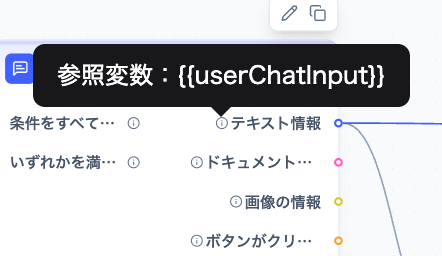 参照変数：{{userChatInput}}
条件をすべて… テキスト情報
いずれかを満… ドキュメント…
画像の情報
ボタンがクリ…